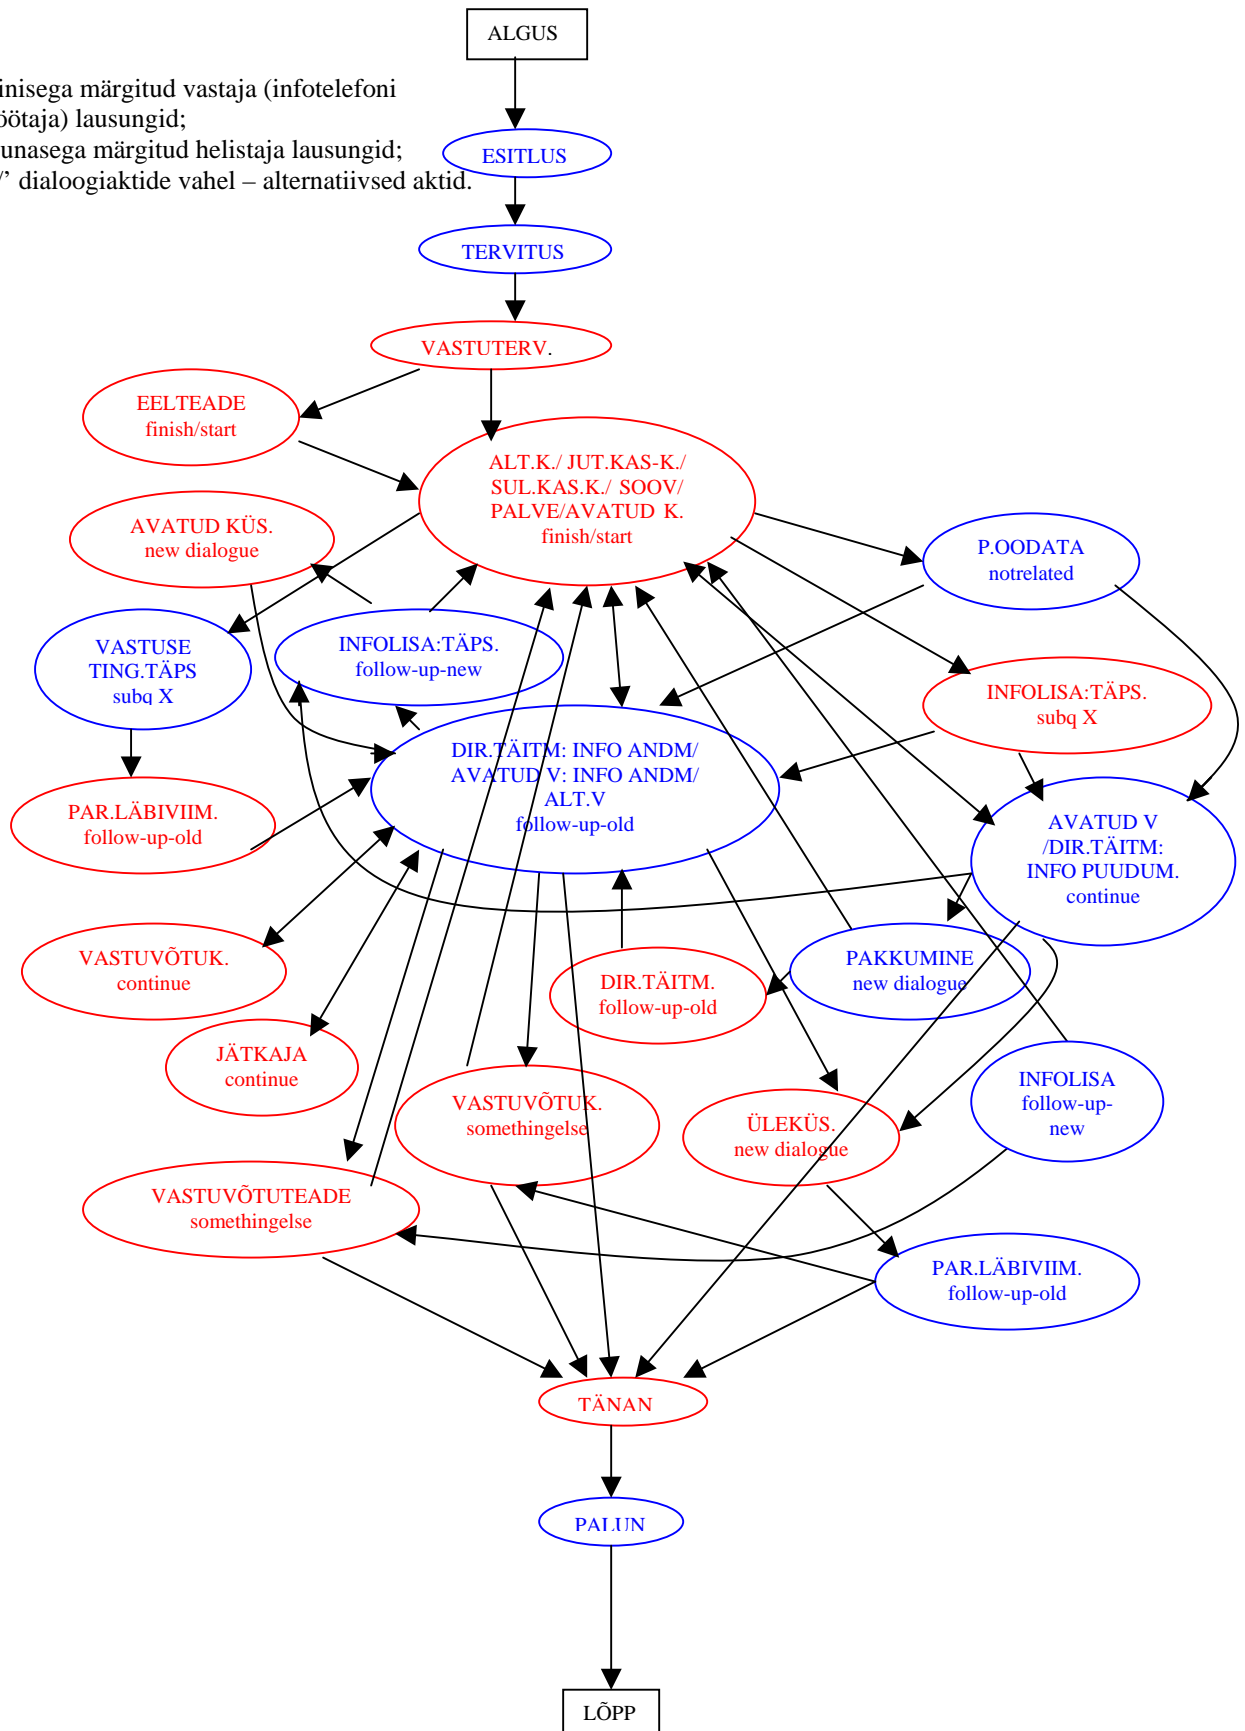 ALGUS
inisega märgitud vastaja (infotelefoni
öötaja) lausungid;
unasega märgitud helistaja lausungid;
/’ dialoogiaktide vahel – alternatiivsed aktid.
ESITLUS
TERVITUS
VASTUTERV.
EELTEADE
finish/start
ALT.K./ JUT.KAS-K./
SUL.KAS.K./ SOOV/
PALVE/AVATUD K.
finish/start
AVATUD KÜS.
new dialogue
P.OODATA
notrelated
VASTUSE
TING.TÄPS
subq X
INFOLISA:TÄPS.
follow-up-new
INFOLISA:TÄPS.
subq X
DIR.TÄITM: INFO ANDM/
AVATUD V: INFO ANDM/
ALT.V
follow-up-old
PAR.LÄBIVIIM.
follow-up-old
AVATUD V
/DIR.TÄITM:
INFO PUUDUM.
continue
VASTUVÕTUK.
continue
DIR.TÄITM.
follow-up-old
PAKKUMINE
new dialogue
JÄTKAJA
continue
VASTUVÕTUK.
somethingelse
ÜLEKÜS.
new dialogue
INFOLISA
follow-up-
new
VASTUVÕTUTEADE
somethingelse
PAR.LÄBIVIIM.
follow-up-old
TÄNAN
PALUN
LÕPP